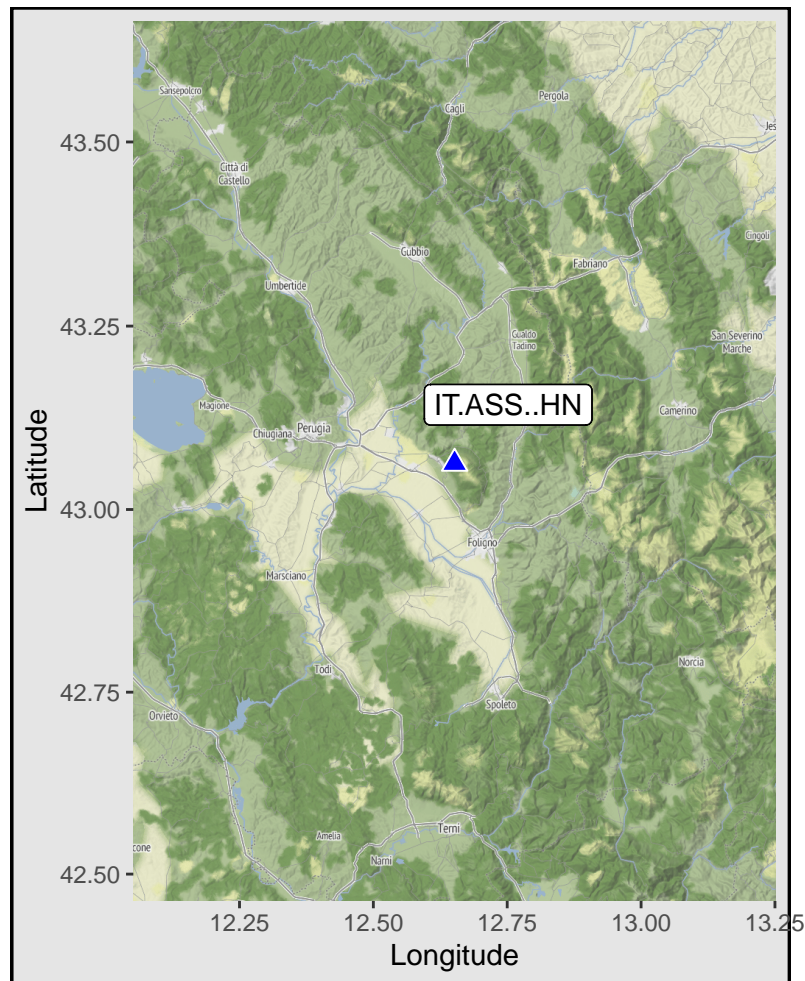 Sansepolcro
Cagli
Pergola
Jes
Città di
Castello
Gubbio
Cingoli
Fabriano
Umbertide
Gualdo
Tadino
San Severino
Marche
Magione
IT.ASS..HN
Camerino
Chiugiana
Perugia
Foligno
Marsciano
Norcia
Todi
Spoleto
Orvieto
Terni
Amelia
Narni
cone
43.50
43.25
43.00
42.75
42.50
Latitude
12.25
12.50
12.75
13.00
13.25
Longitude